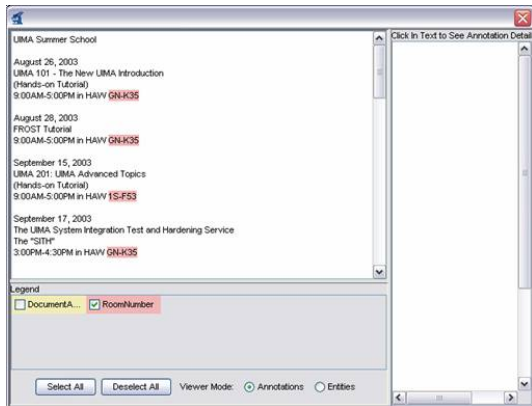 UIMA Summer School
August 26, 2003
UIMA 101 - The New UIMA Introduction
(Hands-on Tutorial)
9:00AM-5:00PM in HAW GN-K35
August 28, 2003
FROST Tutorial
9:00AM-5:00PM in HAW GN-K35
September 15, 2003
UIMA 201: UIMA Advanced Topics
(Hands-on Tutorial)
9:00AM-5:00PM in HAW 1S-F53
September 17, 2003
The UIMA System Integration Test and Hardening Service
The "SITH"
3:00PM-4:30PM in HAW GN-K35
Click In Text to See Annotation Detail
Legend
DocumentA...
RoomNumber
Select All
Deselect All
Viewer Mode:
Annotations
Entities